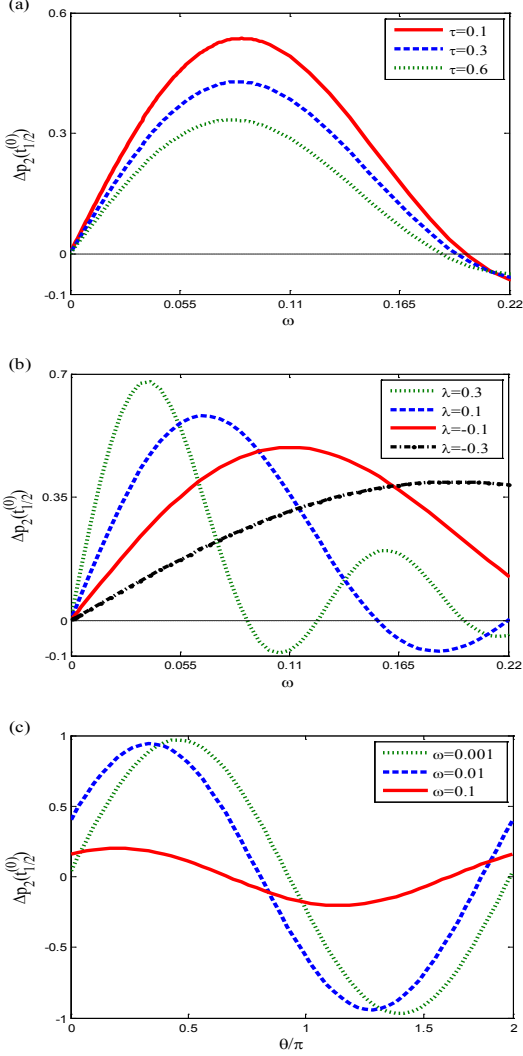 (a)
0.6
0.3
0
-0.1
Δp₂(t₁/₂⁽⁰⁾)
τ=0.1
τ=0.3
τ=0.6
0
0.055
0.11
0.165
0.22
ω
(b)
0.7
0.35
0
-0.1
Δp₂(t₁/₂⁽⁰⁾)
λ=0.3
λ=0.1
λ=-0.1
λ=-0.3
0
0.055
0.11
0.165
0.22
ω
(c)
1
0.5
0
-0.5
-1
Δp₂(t₁/₂⁽⁰⁾)
ω=0.001
ω=0.01
ω=0.1
0
0.5
1
1.5
2
θ/π